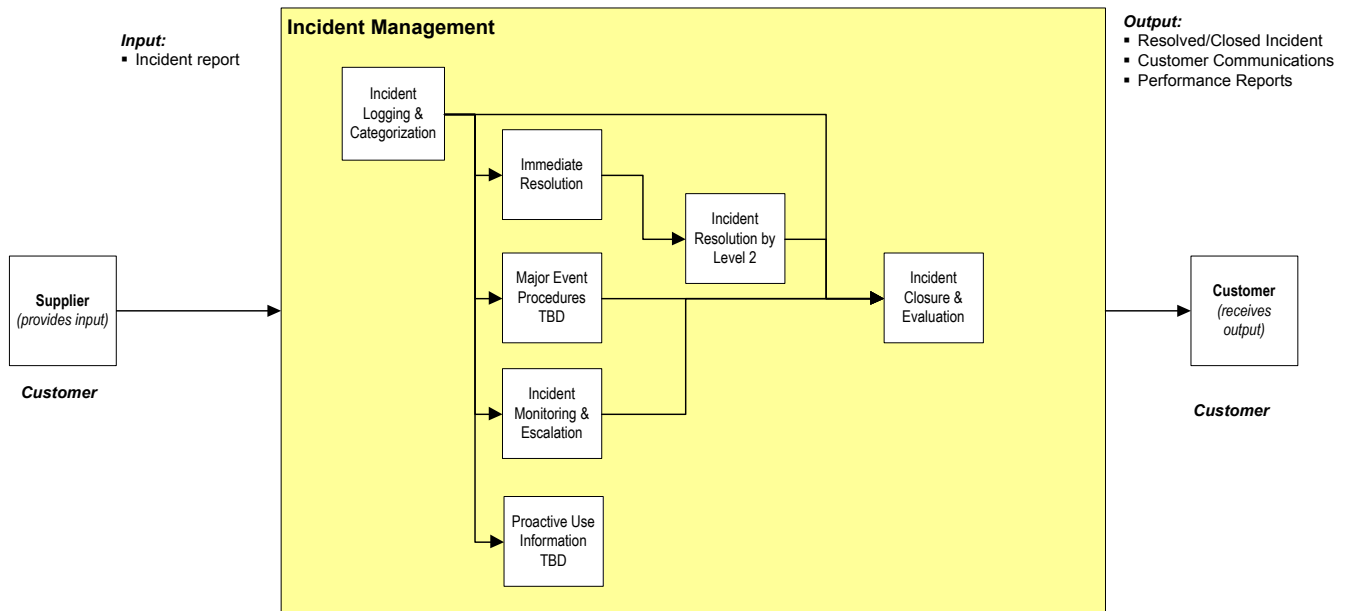 Input:
▪ Incident report
Incident Management
Output:
▪ Resolved/Closed Incident
▪ Customer Communications
▪ Performance Reports
Incident
Logging &
Categorization
Immediate
Resolution
Incident
Resolution by
Level 2
Supplier
(provides input)
Customer
Major Event
Procedures
TBD
Incident
Closure &
Evaluation
Customer
(receives
output)
Customer
Incident
Monitoring &
Escalation
Proactive Use
Information
TBD